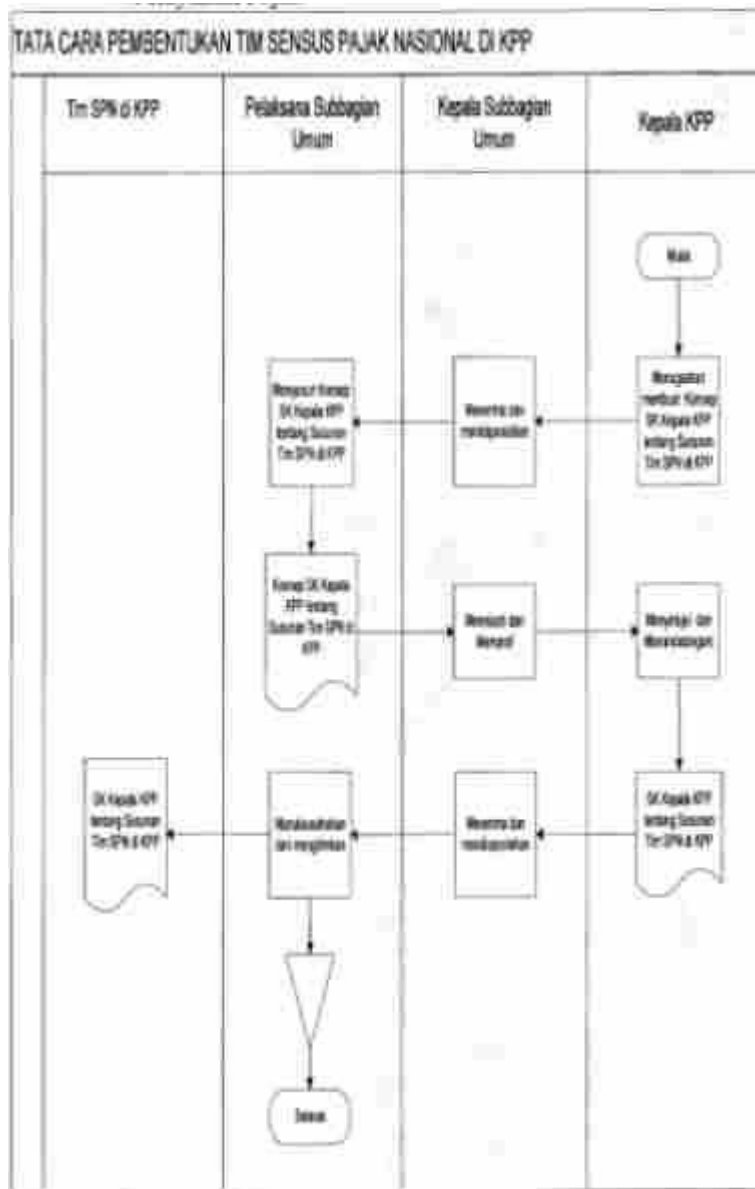 TATA CARA PEMBENTUKAN TIM SENSUS PAJAK NASIONAL DI KPP
Tim SPN di KPP
Pelaksana Subbagian
Umum
Kepala Subbagian
Umum
Kepala KPP
Mulai
Menugaskan
membuat Konsep
SK Kepala KPP
tentang Susunan
Tim SPN di KPP
Menerima dan
mendisposisikan
Menyusun Konsep
SK Kepala KPP
tentang Susunan
Tim SPN di KPP
Konsep SK Kepala
KPP tentang
Susunan Tim SPN di
KPP
Meneliti dan
Memaraf
Menyetujui dan
Menandatangani
SK Kepala KPP
tentang Susunan
Tim SPN di KPP
Menerima dan
mendisposisikan
Menatausahakan
dan mengirimkan
SK Kepala KPP
tentang Susunan
Tim SPN di KPP
Selesai